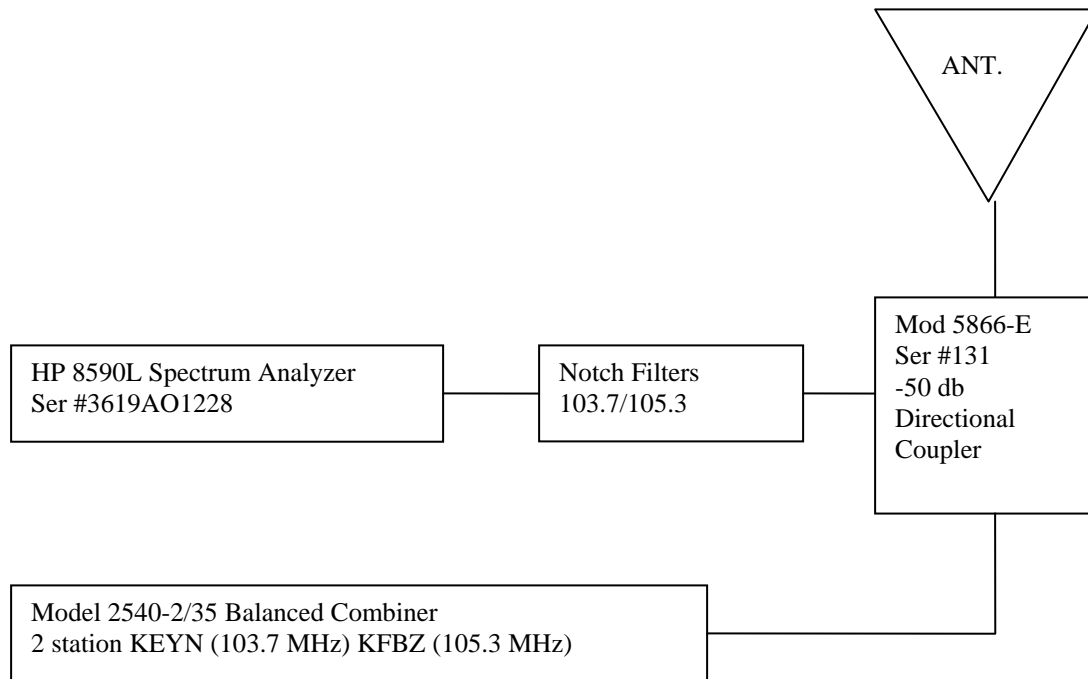 ANT.
Mod 5866-E
Ser #131
-50 db
Directional
Coupler
HP 8590L Spectrum Analyzer
Ser #3619AO1228
Notch Filters
103.7/105.3
Model 2540-2/35 Balanced Combiner
2 station KEYN (103.7 MHz) KFBZ (105.3 MHz)